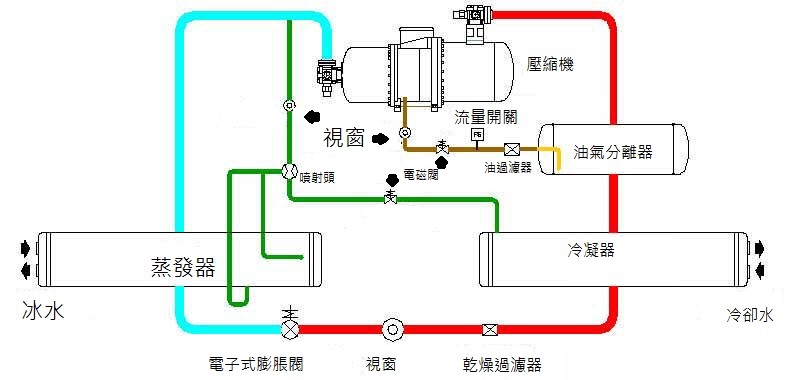 壓縮機
流量開關
視窗
油過濾器
油氣分離器
電磁閥
噴射頭
蒸發器
冷凝器
冰水
冷卻水
電子式膨脹閥
視窗
乾燥過濾器